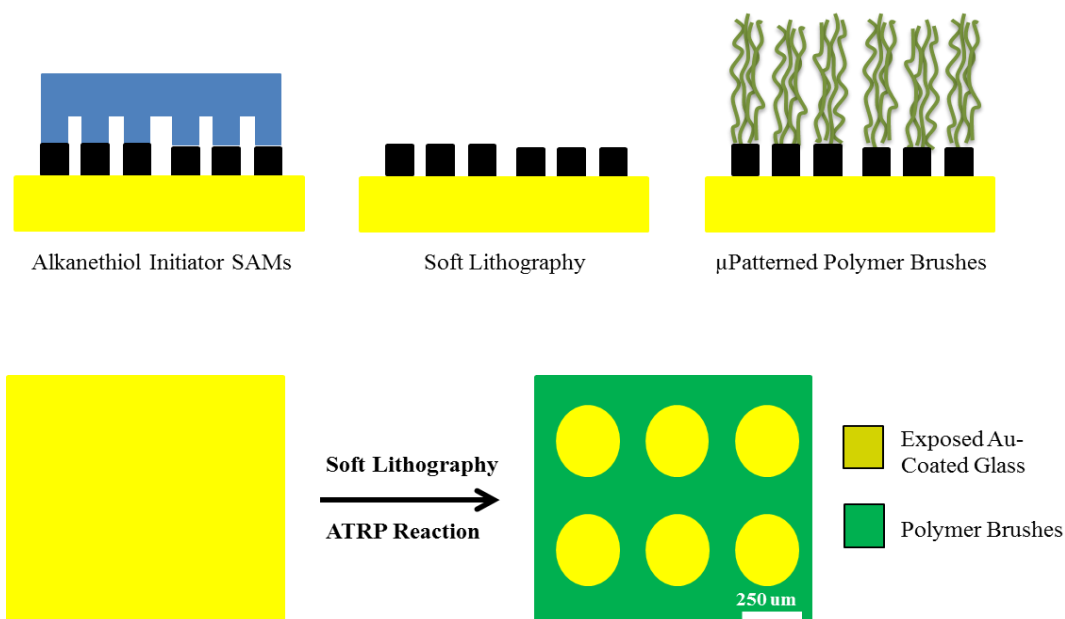 Alkanethiol Initiator SAMs
Soft Lithography
μPatterned Polymer Brushes
Soft Lithography
ATRP Reaction
250 um
Exposed Au-
Coated Glass
Polymer Brushes